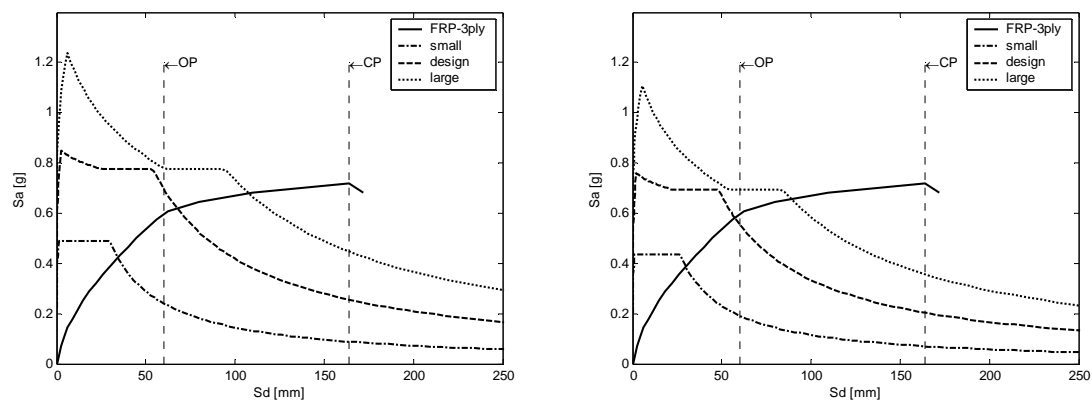 FRP-3ply
small
design
large
←OP
←CP
1.2
1
0.8
0.6
0.4
0.2
0
Sa [g]
0 50 100 150 200 250
Sd [mm]
FRP-3ply
small
design
large
←OP
←CP
1.2
1
0.8
0.6
0.4
0.2
0
Sa [g]
0 50 100 150 200 250
Sd [mm]